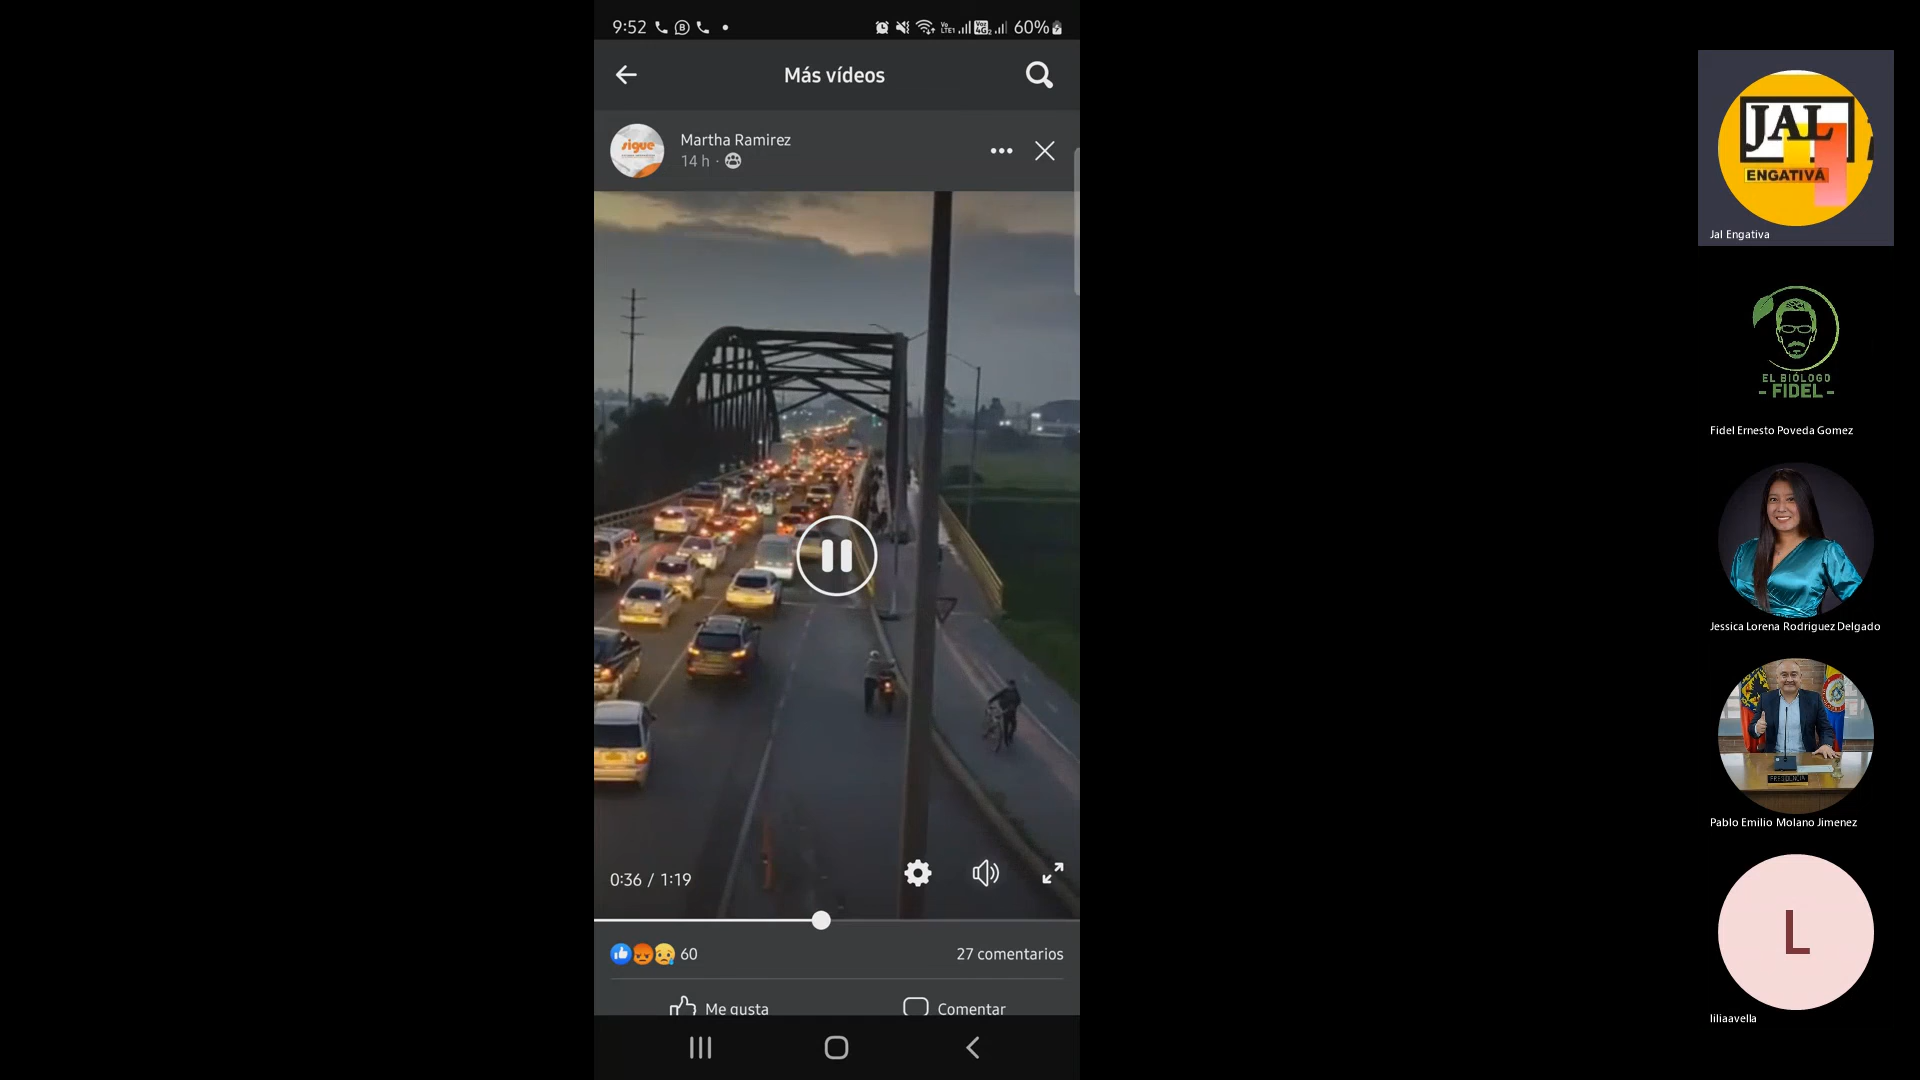 9:52
60%
Más vídeos
sigue
Martha Ramirez
14 h ·
0:36 / 1:19
60
27 comentarios
Me gusta
Comentar
JAL
ENGATIVÁ
Jal Engativa
EL BIÓLOGO
- FIDEL -
Fidel Ernesto Poveda Gomez
Jessica Lorena Rodriguez Delgado
PRESIDENCIA
Pablo Emilio Molano Jimenez
L
liliaavella